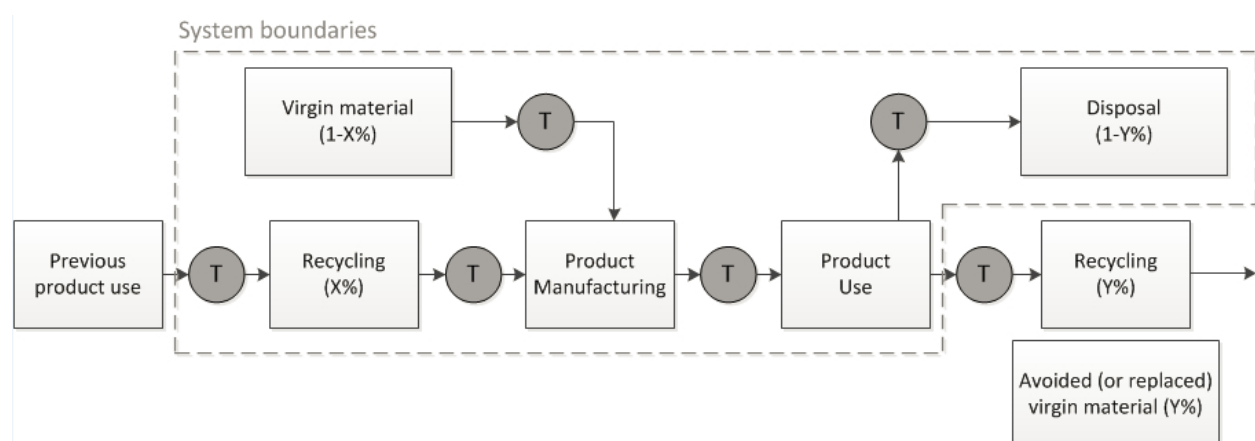 System boundaries
Virgin material
(1-X%)
T
T
Disposal
(1-Y%)
Previous
product use
T
Recycling
(X%)
T
Product
Manufacturing
T
Product
Use
T
Recycling
(Y%)
Avoided (or replaced)
virgin material (Y%)